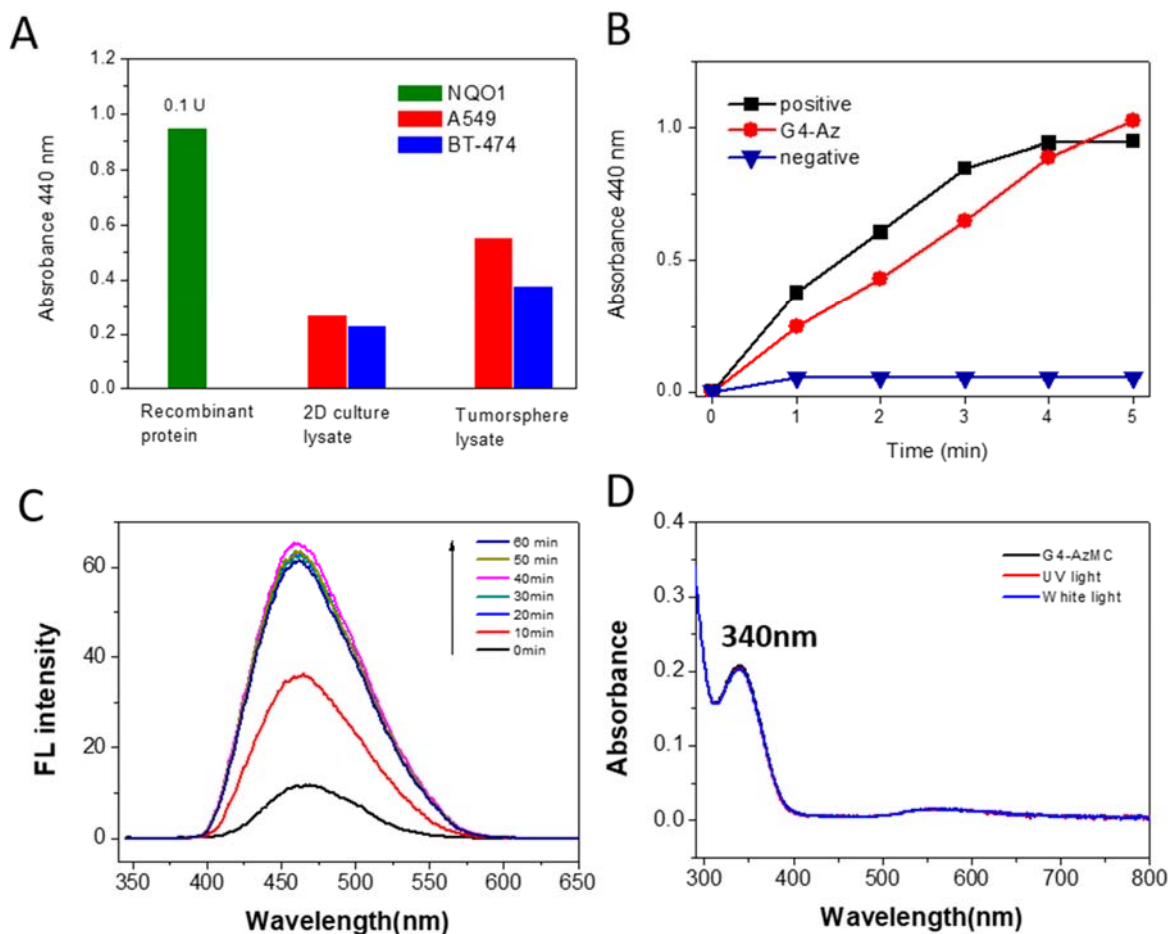 A
Absrobance 440 nm
1.2
1.0
0.8
0.6
0.4
0.2
0.0
0.1 U
NQO1
A549
BT-474
Recombinant
protein
2D culture
lysate
Tumorsphere
lysate
B
Absorbance 440 nm
1.0
0.5
0.0
positive
G4-Az
negative
0 1 2 3 4 5
Time (min)
C
FL intensity
60
40
20
0
60 min
50 min
40min
30min
20min
10min
0min
350 400 450 500 550 600 650
Wavelength(nm)
D
Absorbance
0.4
0.3
0.2
0.1
0.0
340nm
G4-AzMC
UV light
White light
300 400 500 600 700 800
Wavelength(nm)